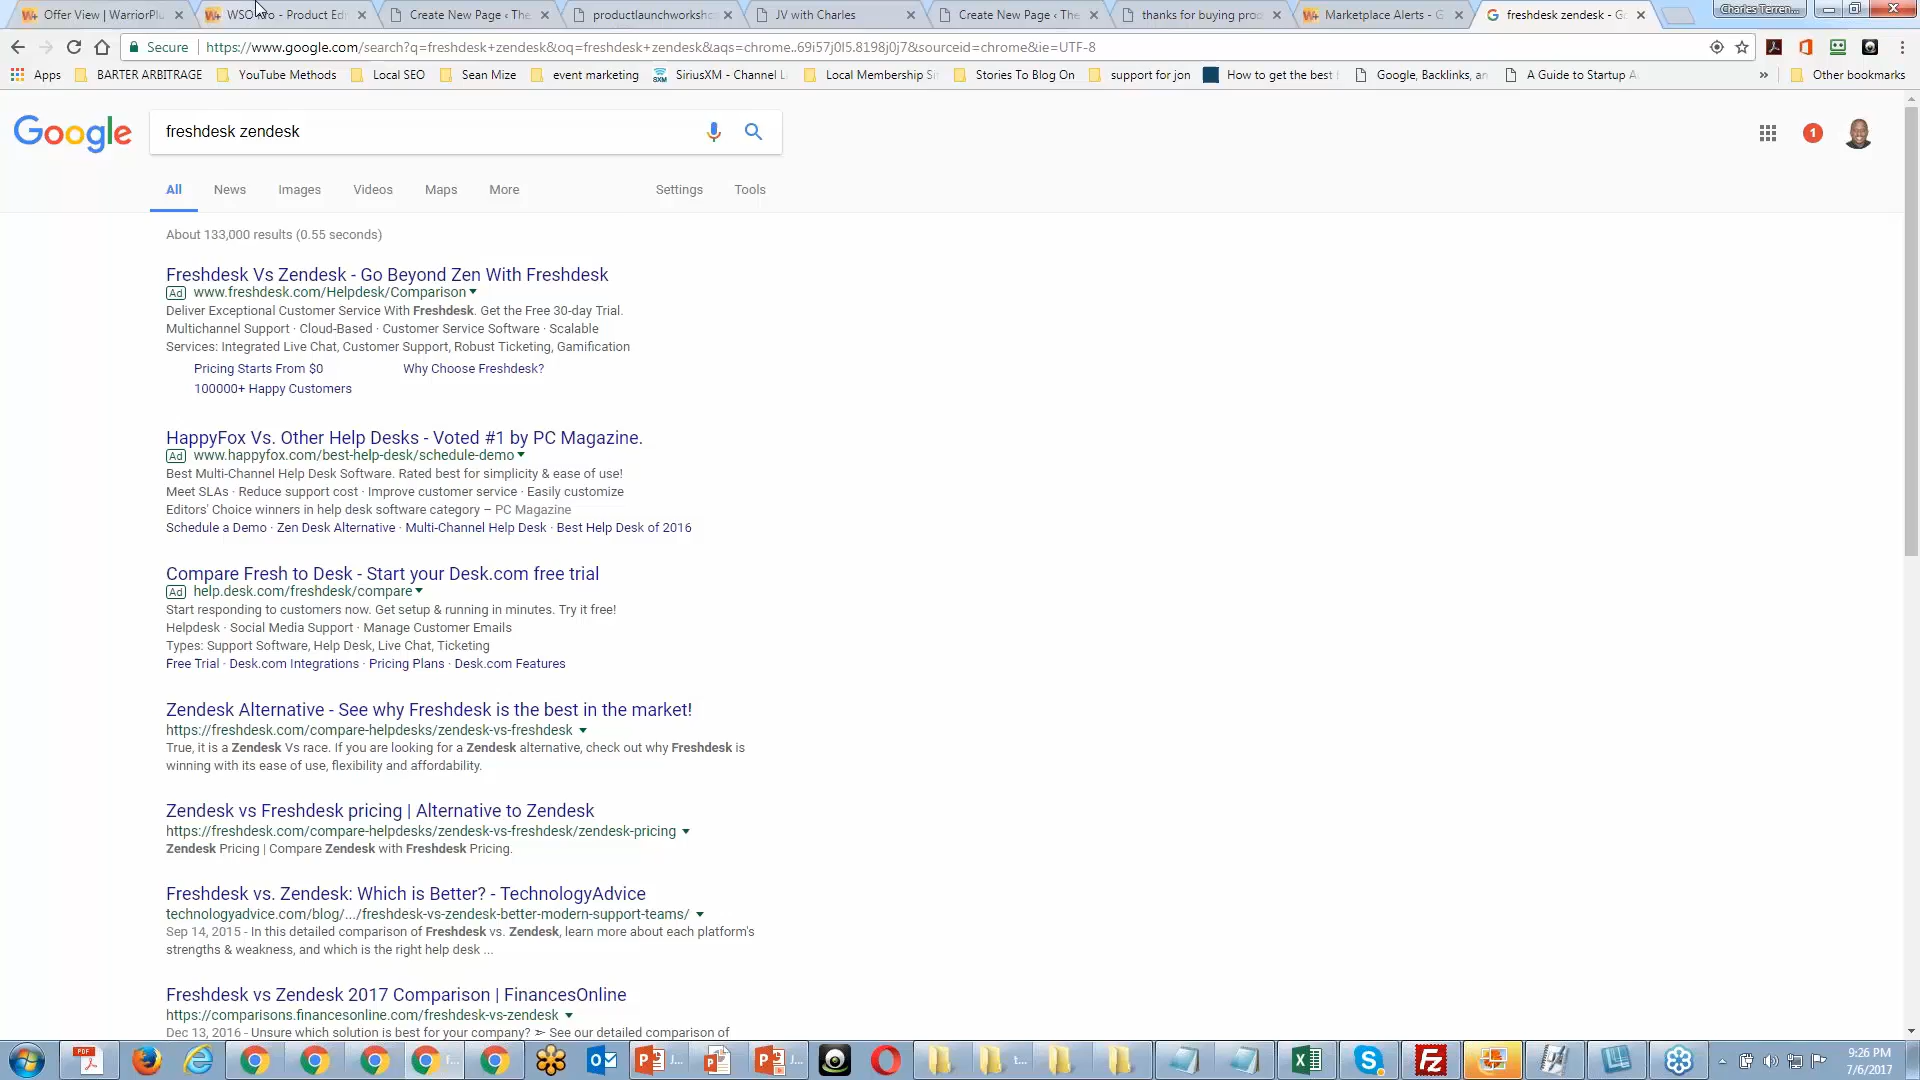 Offer View | WarriorPlu
WSO Pro - Product Edi
Create New Page ‹ The
productlaunchworksho
JV with Charles
Create New Page ‹ The
thanks for buying prod
Marketplace Alerts - G
freshdesk zendesk - Go
Charles Terren...
Secure
https://www.google.com/search?q=freshdesk+zendesk&oq=freshdesk+zendesk&aqs=chrome..69i57j0l5.8198j0j7&sourceid=chrome&ie=UTF-8
Apps
BARTER ARBITRAGE
YouTube Methods
Local SEO
Sean Mize
event marketing
SiriusXM - Channel L
Local Membership Si
Stories To Blog On
support for jon
How to get the best
Google, Backlinks, an
A Guide to Startup A
»
Other bookmarks
Google
freshdesk zendesk
1
All News Images Videos Maps More Settings Tools
About 133,000 results (0.55 seconds)
Freshdesk Vs Zendesk - Go Beyond Zen With Freshdesk
Ad www.freshdesk.com/Helpdesk/Comparison
Deliver Exceptional Customer Service With Freshdesk. Get the Free 30-day Trial.
Multichannel Support · Cloud-Based · Customer Service Software · Scalable
Services: Integrated Live Chat, Customer Support, Robust Ticketing, Gamification
Pricing Starts From $0 Why Choose Freshdesk?
100000+ Happy Customers
HappyFox Vs. Other Help Desks - Voted #1 by PC Magazine.
Ad www.happyfox.com/best-help-desk/schedule-demo
Best Multi-Channel Help Desk Software. Rated best for simplicity & ease of use!
Meet SLAs · Reduce support cost · Improve customer service · Easily customize
Editors' Choice winners in help desk software category – PC Magazine
Schedule a Demo · Zen Desk Alternative · Multi-Channel Help Desk · Best Help Desk of 2016
Compare Fresh to Desk - Start your Desk.com free trial
Ad help.desk.com/freshdesk/compare
Start responding to customers now. Get setup & running in minutes. Try it free!
Helpdesk · Social Media Support · Manage Customer Emails
Types: Support Software, Help Desk, Live Chat, Ticketing
Free Trial · Desk.com Integrations · Pricing Plans · Desk.com Features
Zendesk Alternative - See why Freshdesk is the best in the market!
https://freshdesk.com/compare-helpdesks/zendesk-vs-freshdesk
True, it is a Zendesk Vs race. If you are looking for a Zendesk alternative, check out why Freshdesk is
winning with its ease of use, flexibility and affordability.
Zendesk vs Freshdesk pricing | Alternative to Zendesk
https://freshdesk.com/compare-helpdesks/zendesk-vs-freshdesk/zendesk-pricing
Zendesk Pricing | Compare Zendesk with Freshdesk Pricing.
Freshdesk vs. Zendesk: Which is Better? - TechnologyAdvice
technologyadvice.com/blog/.../freshdesk-vs-zendesk-better-modern-support-teams/
Sep 14, 2015 - In this detailed comparison of Freshdesk vs. Zendesk, learn more about each platform's
strengths & weakness, and which is the right help desk ...
Freshdesk vs Zendesk 2017 Comparison | FinancesOnline
https://comparisons.financesonline.com/freshdesk-vs-zendesk
Dec 13, 2016 - Unsure which solution is best for your company? ➣ See our detailed comparison of
9:26 PM
7/6/2017